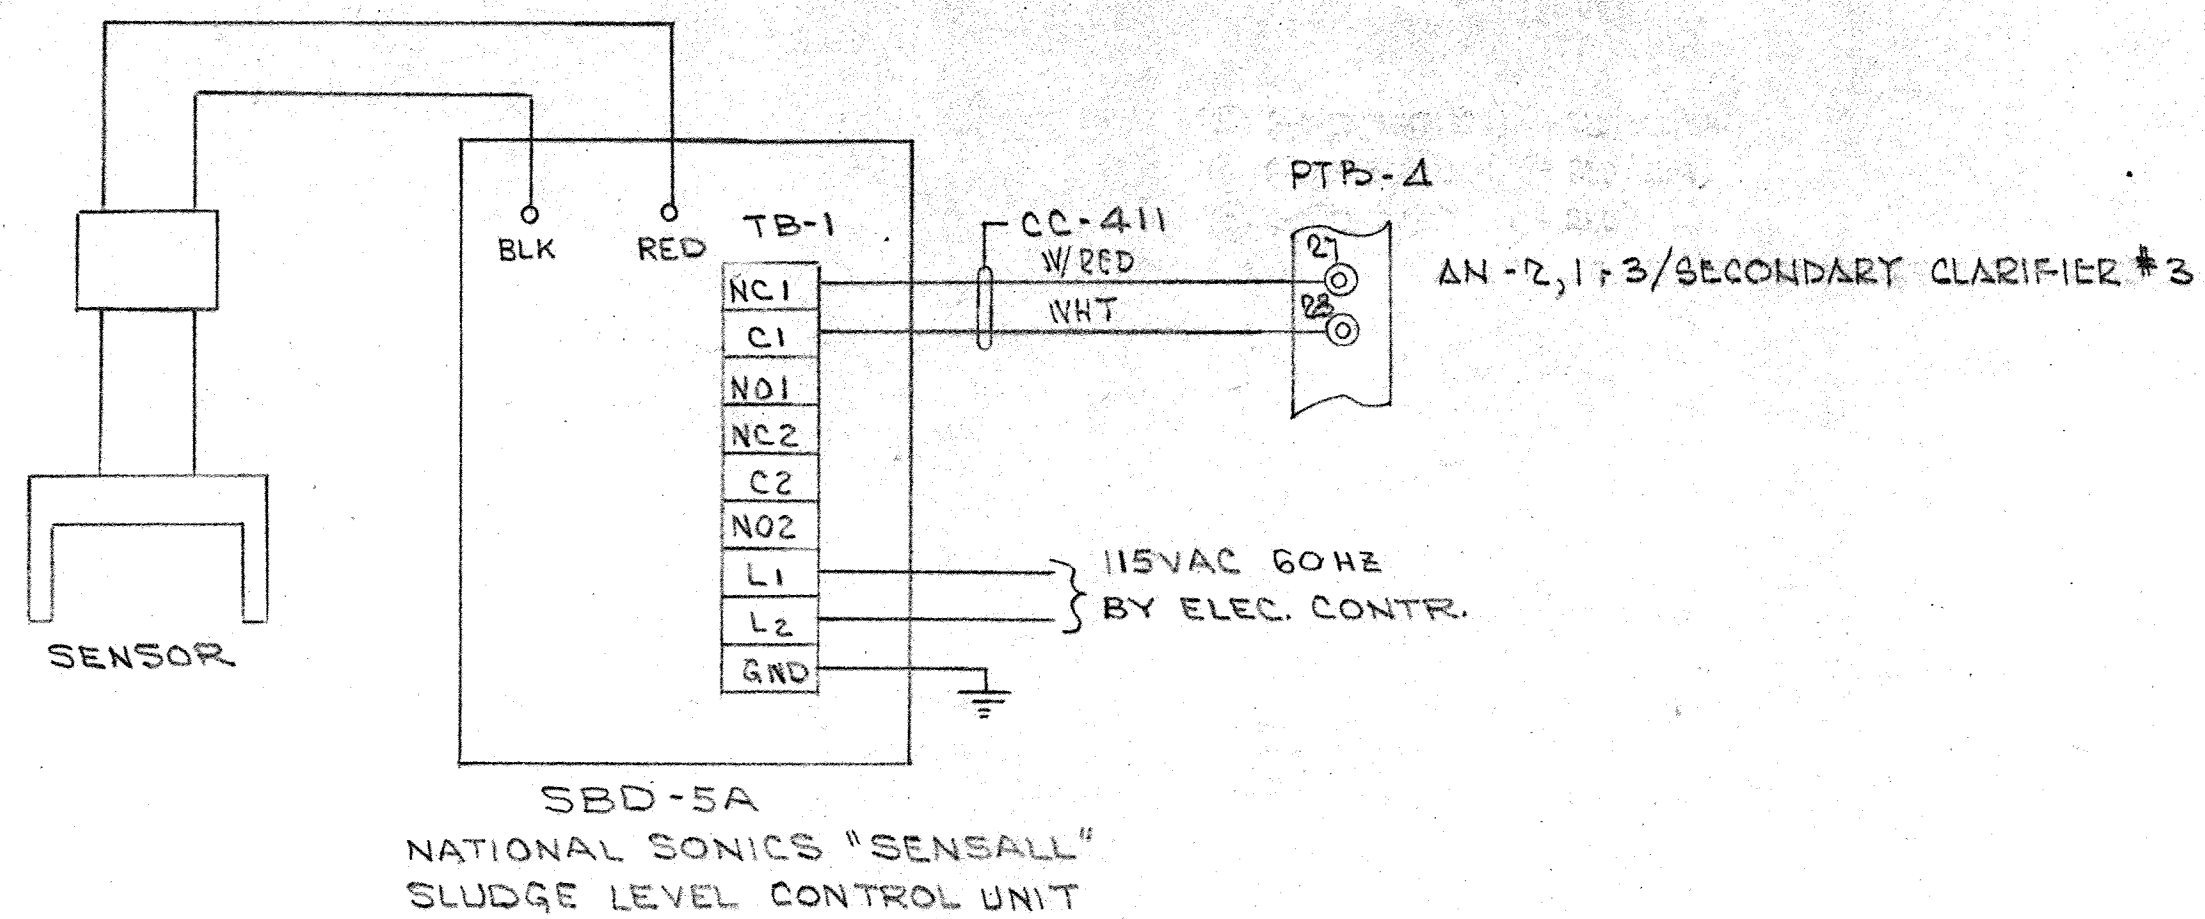 BLK
RED
TB-1
NC1
C1
NO1
NC2
C2
NO2
L1
L2
GND
CC-411
W/RED
WHT
PTB-4
27
28
AN-2,1-3/SECONDARY CLARIFIER #3
115VAC 60HZ
BY ELEC. CONTR.
SENSOR
SBD-5A
NATIONAL SONICS "SENSALL"
SLUDGE LEVEL CONTROL UNIT